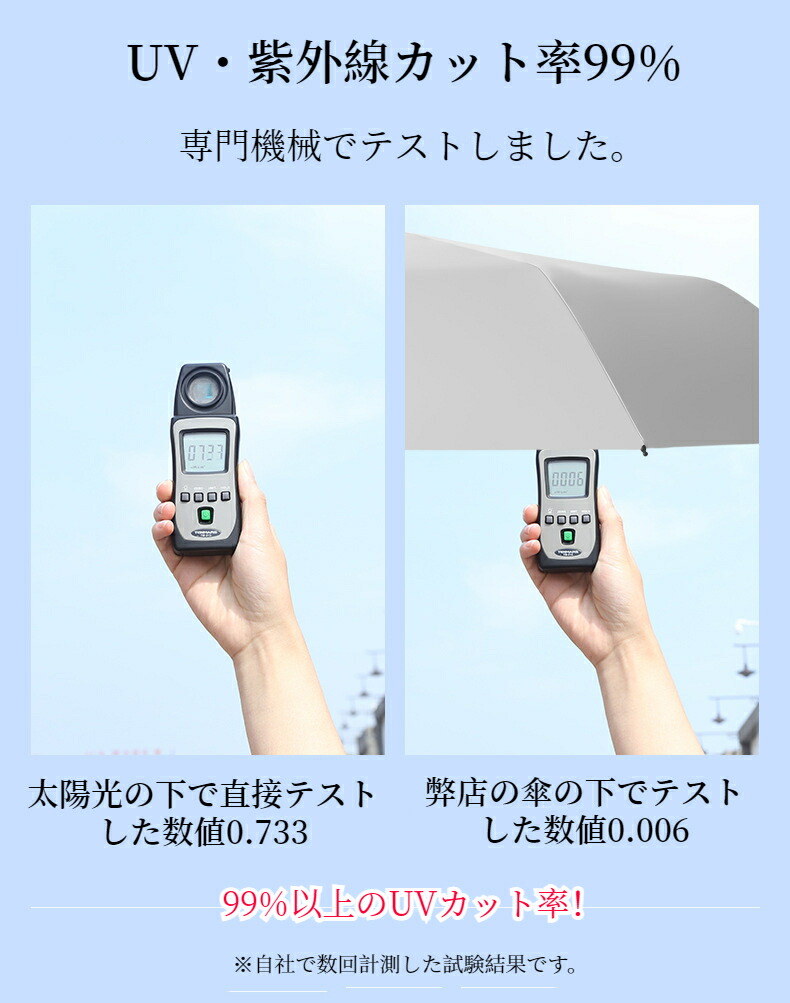 UV・紫外線カット率99%
専門機械でテストしました。
0737
0006
太陽光の下で直接テスト
した数値0.733
弊店の傘の下でテスト
した数値0.006
99%以上のUVカット率!
※自社で数回計測した試験結果です。